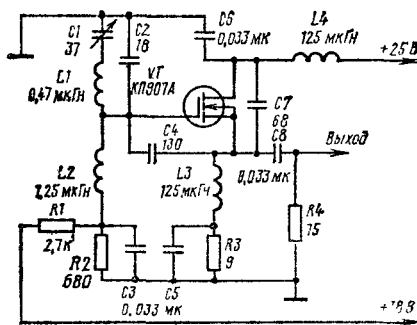 C1
37
C2
18
C6
0,033 мк
L4
125 мкГн
+25 В
L1
0,47 мкГн
VT
КП907А
C7
68
C4
130
C8
0,033 мк
Выход
L2
1,25 мкГн
L3
125 мкГч
R1
2,7к
R2
680
C3
0,033 мк
C5
R3
9
R4
75
+18 В